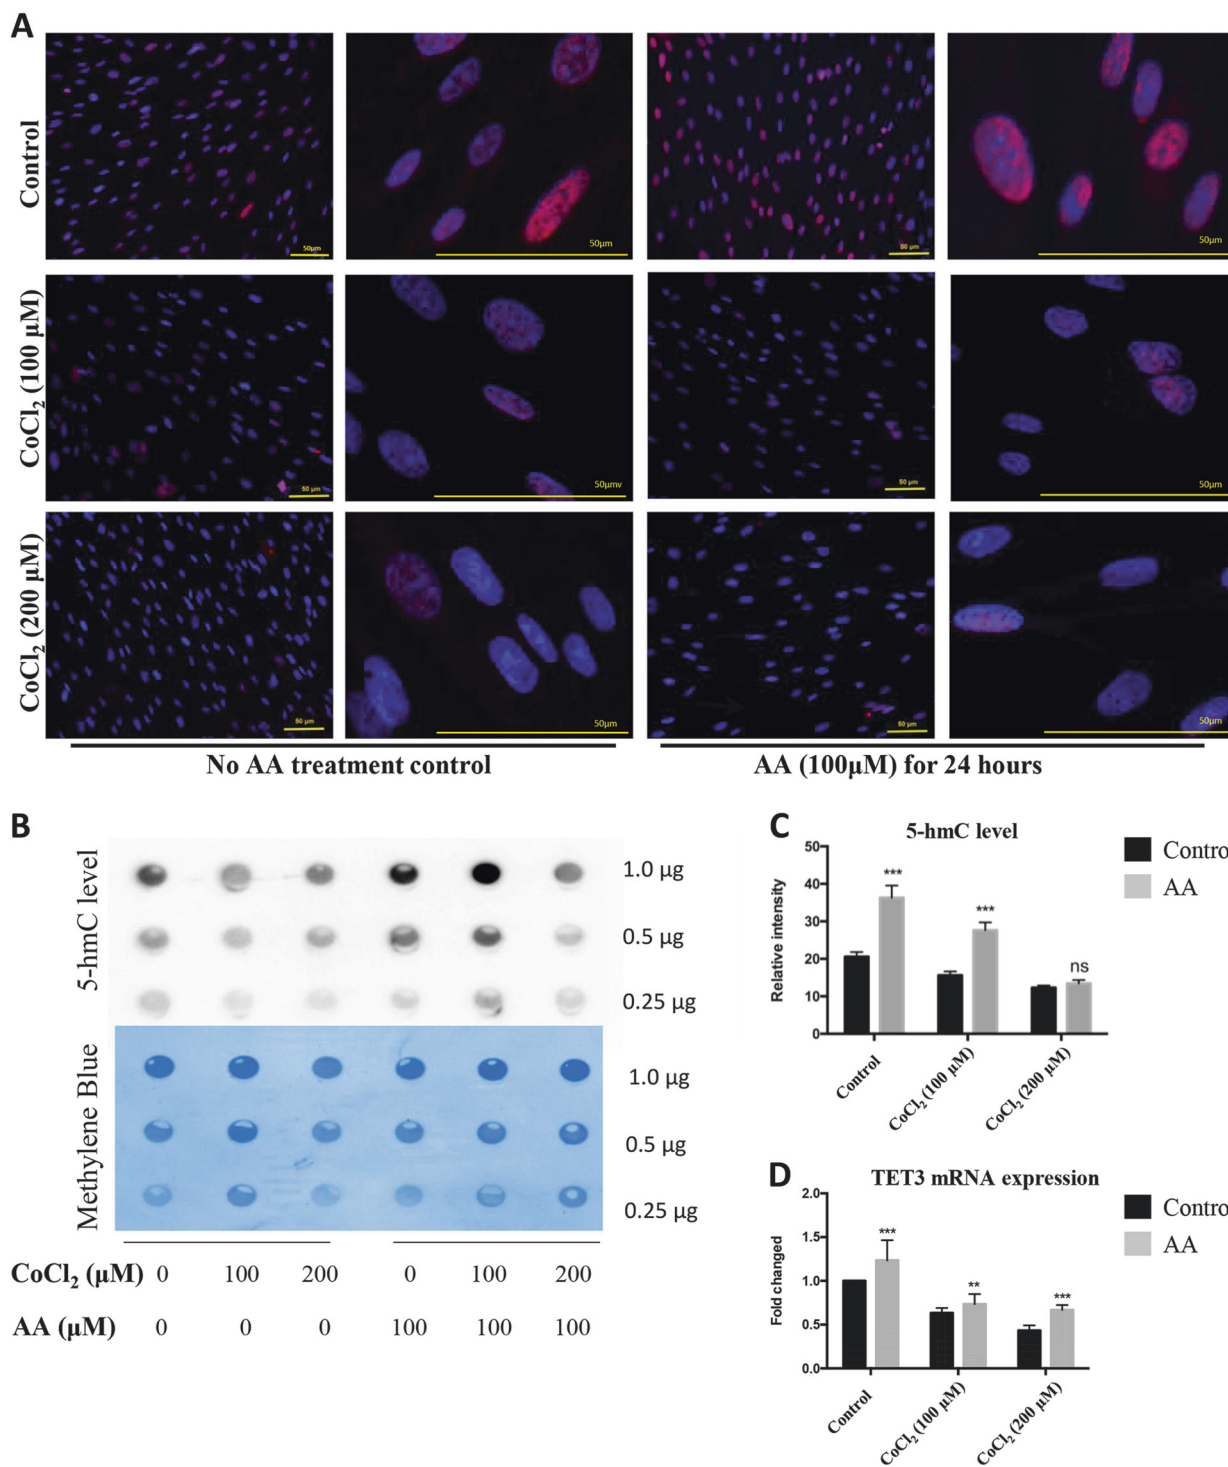 A
Control
50µm
50µm
50 µm
50µm
CoCl₂ (100 µM)
50 µm
50µmv
50 µm
50µm
CoCl₂ (200 µM)
50 µm
50µm
50 µm
50µm
No AA treatment control
AA (100µM) for 24 hours
B
5-hmC level
1.0 µg
0.5 µg
0.25 µg
Methylene Blue
1.0 µg
0.5 µg
0.25 µg
CoCl₂ (µM) 0 100 200 0 100 200
AA (µM) 0 0 0 100 100 100
C
5-hmC level
Relative intensity
50
40
30
20
10
0
***
***
ns
Control
CoCl₂ (100 µM)
CoCl₂ (200 µM)
Contro
AA
D
TET3 mRNA expression
Fold changed
2.0
1.5
1.0
0.5
0.0
***
**
***
Control
CoCl₂ (100 µM)
CoCl₂ (200 µM)
Contro
AA